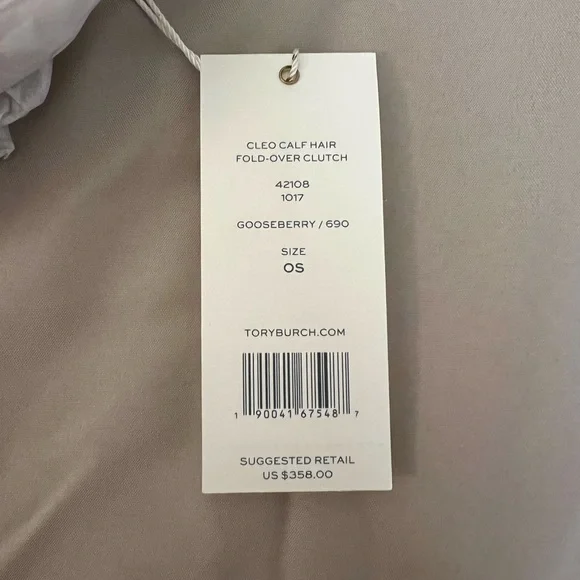 CLEO CALF HAIR
FOLD-OVER CLUTCH
42108
1017
GOOSEBERRY / 690
SIZE
OS
TORYBURCH.COM
1 90041 67548 7
SUGGESTED RETAIL
US $358.00